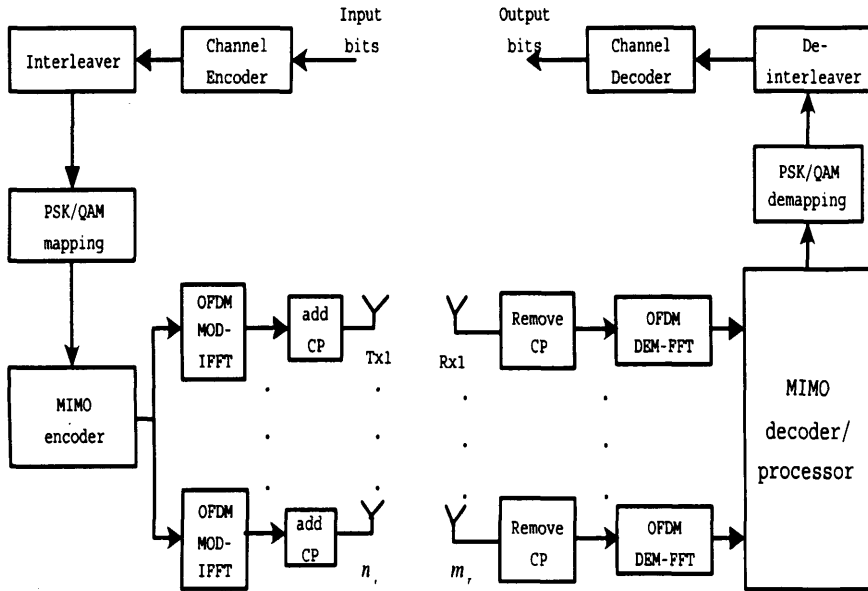 Input
bits
Output
bits
Interleaver
Channel
Encoder
Channel
Decoder
De-
interleaver
PSK/QAM
mapping
PSK/QAM
demapping
MIMO
encoder
OFDM
MOD-
IFFT
add
CP
Tx1
Rx1
Remove
CP
OFDM
DEM-FFT
MIMO
decoder/
processor
OFDM
MOD-
IFFT
add
CP
n
Remove
CP
OFDM
DEM-FFT
m